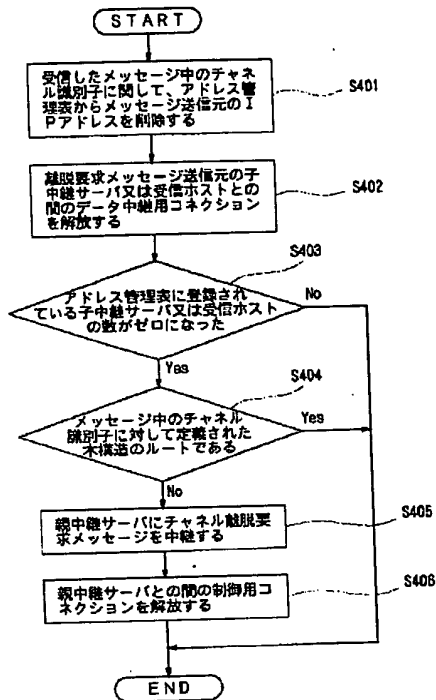 START
受信したメッセージ中のチャネ
ル識別子に関して、アドレス管
理表からメッセージ送信元のI
Pアドレスを削除する
S401
離脱要求メッセージ送信元の子
中継サーバ又は受信ホストとの
間のデータ中継用コネクション
を解放する
S402
S403
アドレス管理表に登録され
ている子中継サーバ又は受信ホスト
の数がゼロになった
No
Yes
S404
メッセージ中のチャネル
識別子に対して定義された
木構造のルートである
Yes
No
親中継サーバにチャネル離脱要
求メッセージを中継する
S405
親中継サーバとの間の制御用コ
ネクションを解放する
S406
END